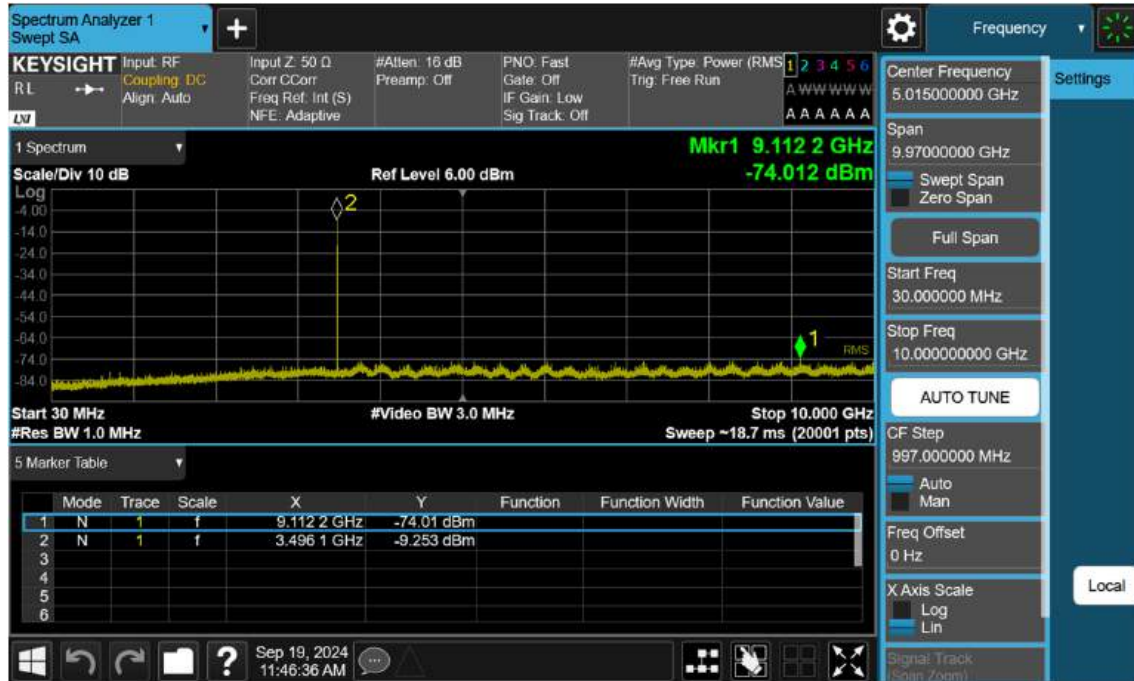 Spectrum Analyzer 1
Swept SA
+
Frequency
KEYSIGHT
RL
LXI
Input: RF
Coupling: DC
Align: Auto
Input Z: 50 Ω
Corr CCorr
Freq Ref: Int (S)
NFE: Adaptive
#Atten: 16 dB
Preamp: Off
PNO: Fast
Gate: Off
IF Gain: Low
Sig Track: Off
#Avg Type: Power (RMS
Trig: Free Run
1 2 3 4 5 6
A W W W W W
A A A A A A
1 Spectrum
Mkr1 9.112 2 GHz
Scale/Div 10 dB
Ref Level 6.00 dBm
-74.012 dBm
Log
-4.00
-14.0
-24.0
-34.0
-44.0
-54.0
-64.0
-74.0
-84.0
2
1
RMS
Start 30 MHz
#Video BW 3.0 MHz
Stop 10.000 GHz
#Res BW 1.0 MHz
Sweep ~18.7 ms (20001 pts)
5 Marker Table
Mode Trace Scale X Y Function Function Width Function Value
1 N 1 f 9.112 2 GHz -74.01 dBm
2 N 1 f 3.496 1 GHz -9.253 dBm
3
4
5
6
?
Sep 19, 2024
11:46:36 AM
Center Frequency
5.015000000 GHz
Settings
Span
9.97000000 GHz
Swept Span
Zero Span
Full Span
Start Freq
30.000000 MHz
Stop Freq
10.000000000 GHz
AUTO TUNE
CF Step
997.000000 MHz
Auto
Man
Freq Offset
0 Hz
X Axis Scale
Log
Lin
Local
Signal Track
(Span Zoom)